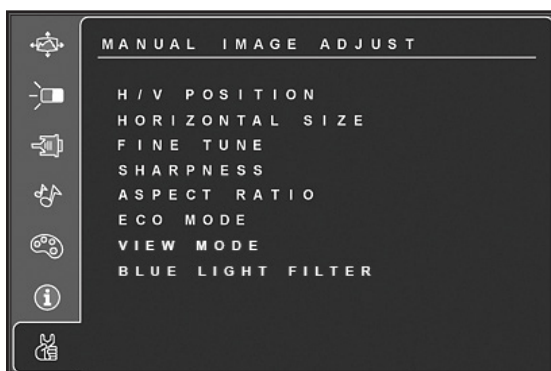 MANUAL IMAGE ADJUST
H/V POSITION
HORIZONTAL SIZE
FINE TUNE
SHARPNESS
ASPECT RATIO
ECO MODE
VIEW MODE
BLUE LIGHT FILTER